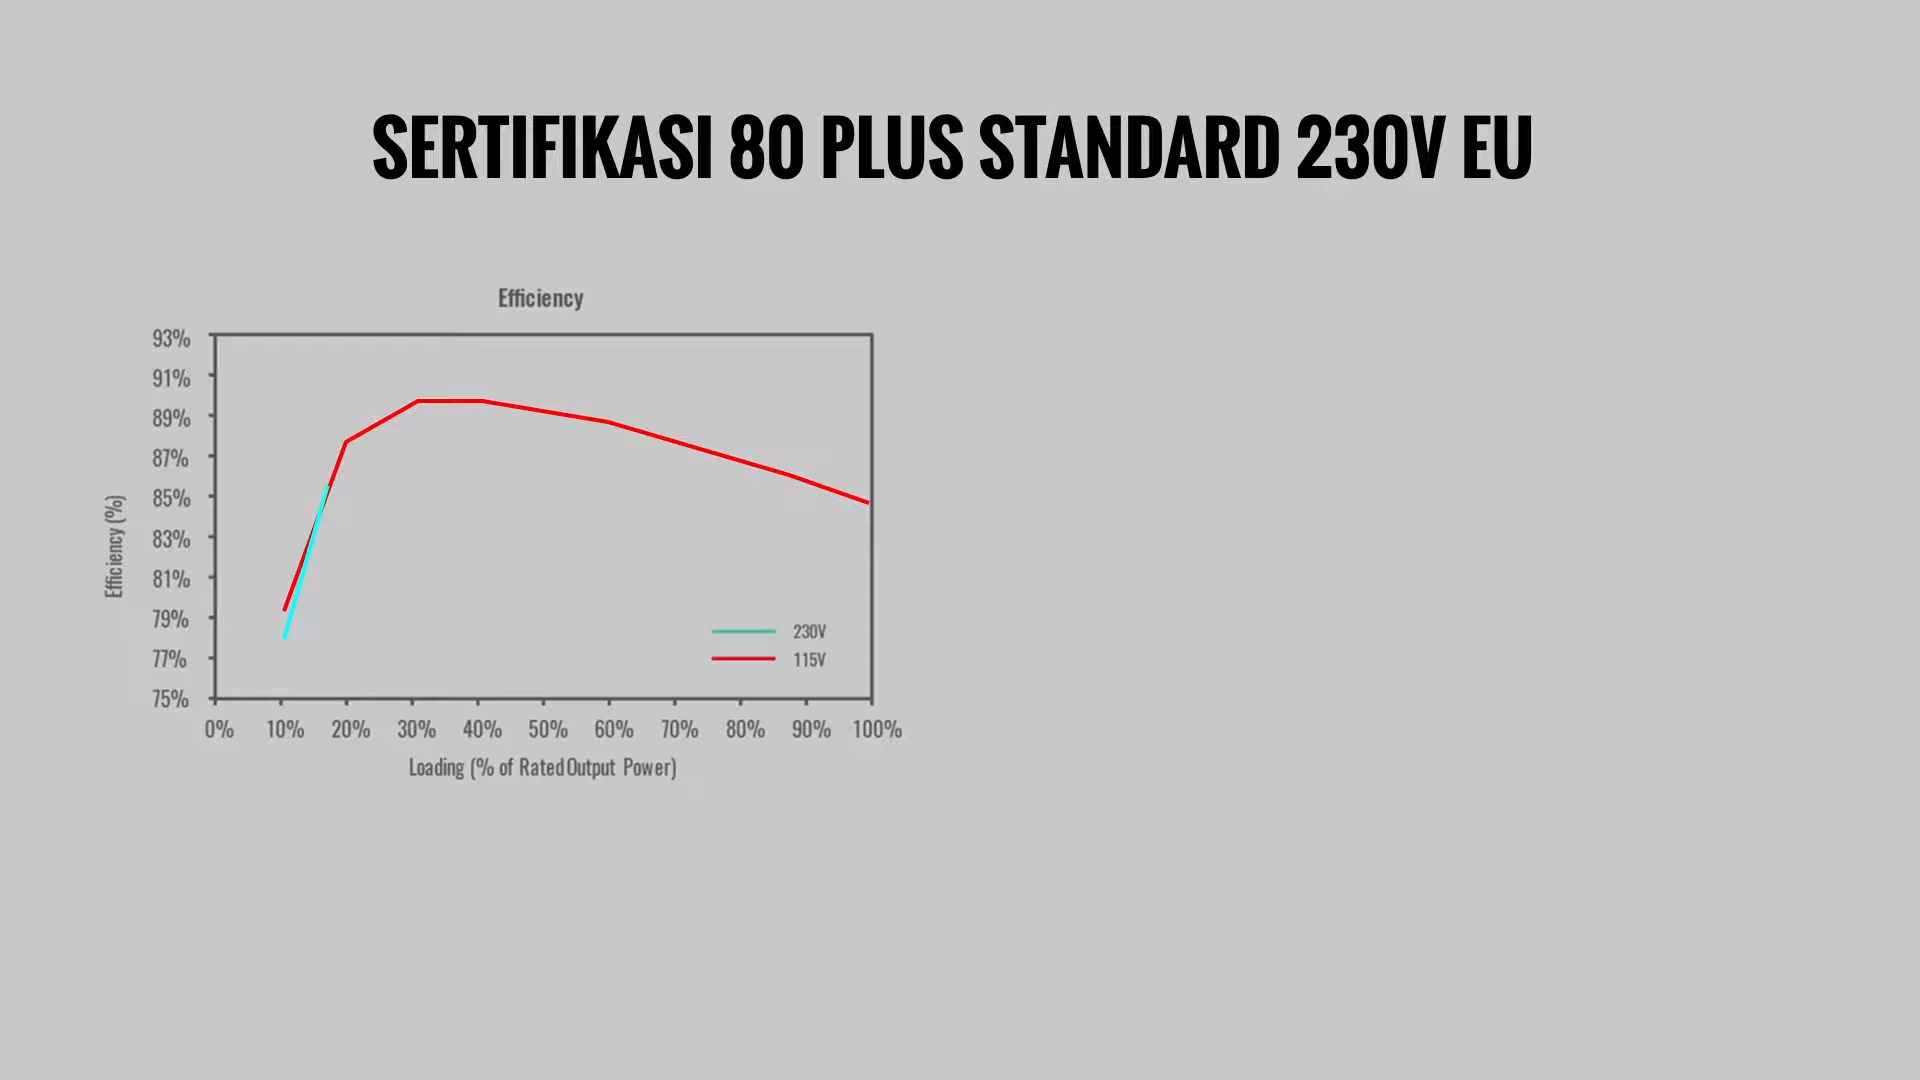 SERTIFIKASI 80 PLUS STANDARD 230V EU
Efficiency
93%
91%
89%
87%
85%
83%
81%
79%
77%
75%
Efficiency (%)
230V
115V
0% 10% 20% 30% 40% 50% 60% 70% 80% 90% 100%
Loading (% of Rated Output Power)